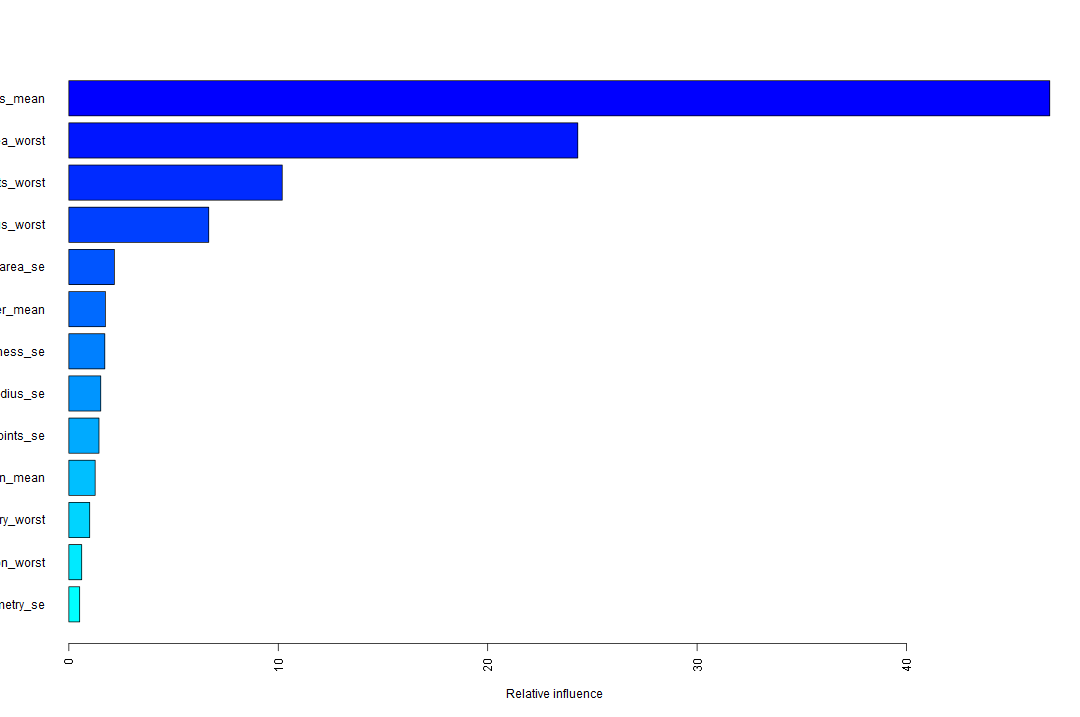 s_mean
a_worst
ts_worst
s_worst
area_se
er_mean
ness_se
dius_se
oints_se
n_mean
ry_worst
on_worst
netry_se
0 10 20 30 40
Relative influence